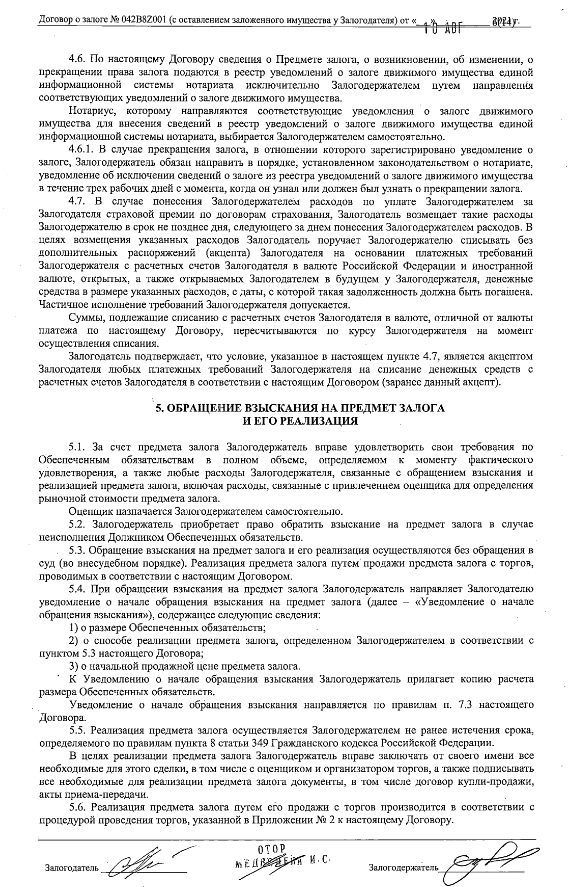 Договор о залоге № 042B8Z001 (с оставлением заложенного имущества у Залогодателя) от « 10 АВГ
4.6. По настоящему Договору сведения о Предмете залога, о возникновении, об изменении, о
прекращении права залога подаются в реестр уведомлений о залоге движимого имущества единой
информационной системы нотариата исключительно Залогодержателем путем направления
соответствующих уведомлений о залоге движимого имущества.
Нотариус, которому направляются соответствующие уведомления о залоге движимого
имущества для внесения сведений в реестр уведомлений о залоге движимого имущества единой
информационной системы нотариата, выбирается Залогодержателем самостоятельно.
4.6.1. В случае прекращения залога, в отношении которого зарегистрировано уведомление о
залоге, Залогодержатель обязан направить в порядке, установленном законодательством о нотариате,
уведомление об исключении сведений о залоге из реестра уведомлений о залоге движимого имущества
в течение трех рабочих дней с момента, когда он узнал или должен был узнать о прекращении залога.
4.7. В случае понесения Залогодержателем расходов по уплате Залогодержателем за
Залогодателя страховой премии по договорам страхования, Залогодатель возмещает такие расходы
Залогодержателю в срок не позднее дня, следующего за днем понесения Залогодержателем расходов. В
целях возмещения указанных расходов Залогодатель поручает Залогодержателю списывать без
дополнительных распоряжений (акцепта) Залогодателя на основании платежных требований
Залогодержателя с расчетных счетов Залогодателя в валюте Российской Федерации и иностранной
валюте, открытых, а также открываемых Залогодателем в будущем у Залогодержателя, денежные
средства в размере указанных расходов, с даты, с которой такая задолженность должна быть погашена.
Частичное исполнение требований Залогодержателя допускается.
Суммы, подлежащие списанию с расчетных счетов Залогодателя в валюте, отличной от валюты
платежа по настоящему Договору, пересчитываются по курсу Залогодержателя на момент
осуществления списания.
Залогодатель подтверждает, что условие, указанное в настоящем пункте 4.7, является акцептом
Залогодателя любых платежных требований Залогодержателя на списание денежных средств с
расчетных счетов Залогодателя в соответствии с настоящим Договором (заранее данный акцепт).
5. ОБРАЩЕНИЕ ВЗЫСКАНИЯ НА ПРЕДМЕТ ЗАЛОГА
И ЕГО РЕАЛИЗАЦИЯ
5.1. За счет предмета залога Залогодержатель вправе удовлетворить свои требования по
Обеспеченным обязательствам в полном объеме, определяемом к моменту фактического
удовлетворения, а также любые расходы Залогодержателя, связанные с обращением взыскания и
реализацией предмета залога, включая расходы, связанные с привлечением оценщика для определения
рыночной стоимости предмета залога.
Оценщик назначается Залогодержателем самостоятельно.
5.2. Залогодержатель приобретает право обратить взыскание на предмет залога в случае
неисполнения Должником Обеспеченных обязательств.
5.3. Обращение взыскания на предмет залога и его реализация осуществляются без обращения в
суд (во внесудебном порядке). Реализация предмета залога путем продажи предмета залога с торгов,
проводимых в соответствии с настоящим Договором.
5.4. При обращении взыскания на предмет залога Залогодержатель направляет Залогодателю
уведомление о начале обращения взыскания на предмет залога (далее – «Уведомление о начале
обращения взыскания»), содержащее следующие сведения:
1) о размере Обеспеченных обязательств;
2) о способе реализации предмета залога, определенном Залогодержателем в соответствии с
пунктом 5.3 настоящего Договора;
3) о начальной продажной цене предмета залога.
К Уведомлению о начале обращения взыскания Залогодержатель прилагает копию расчета
размера Обеспеченных обязательств.
Уведомление о начале обращения взыскания направляется по правилам п. 7.3 настоящего
Договора.
5.5. Реализация предмета залога осуществляется Залогодержателем не ранее истечения срока,
определяемого по правилам пункта 8 статьи 349 Гражданского кодекса Российской Федерации.
В целях реализации предмета залога Залогодержатель вправе заключать от своего имени все
необходимые для этого сделки, в том числе с оценщиком и организатором торгов, а также подписывать
все необходимые для реализации предмета залога документы, в том числе договор купли-продажи,
акты приема-передачи.
5.6. Реализация предмета залога путем его продажи с торгов производится в соответствии с
процедурой проведения торгов, указанной в Приложении № 2 к настоящему Договору.
ОТОР
И.С.
Залогодатель Залогодержатель